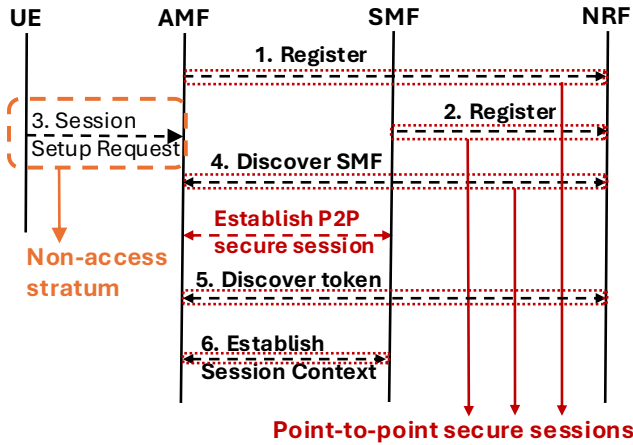 UE AMF SMF NRF
1. Register
3. Session
Setup Request
2. Register
4. Discover SMF
Establish P2P
secure session
Non-access
stratum
5. Discover token
6. Establish
Session Context
Point-to-point secure sessions